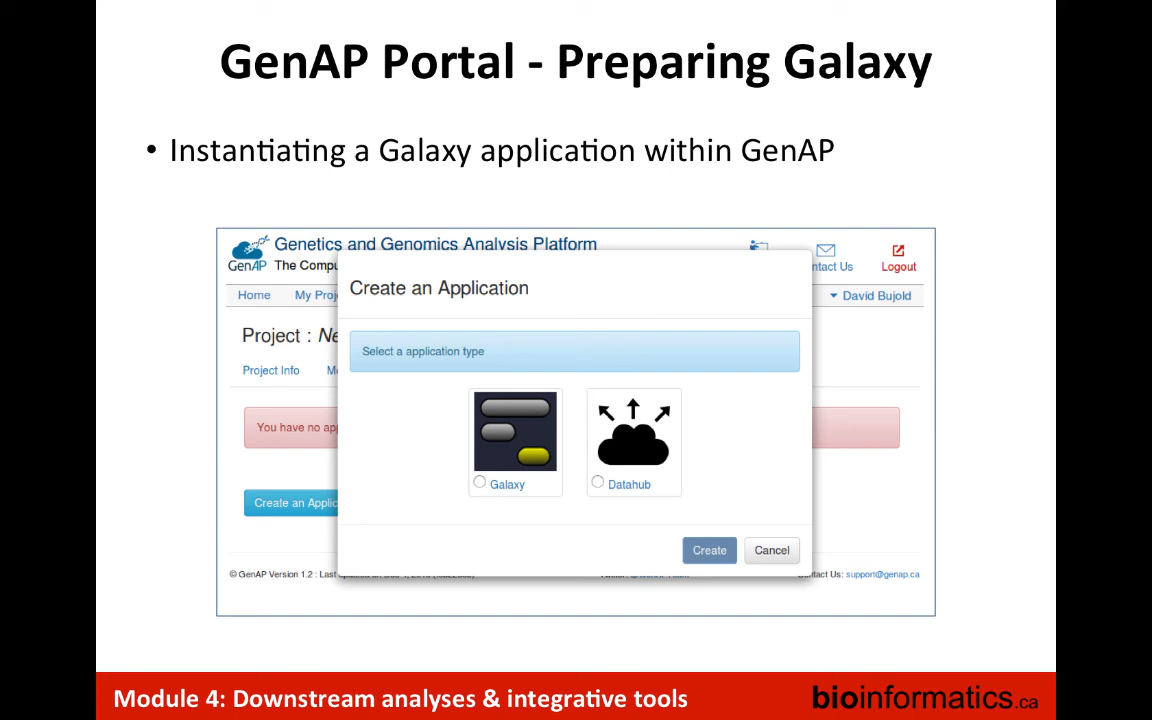 GenAP Portal - Preparing Galaxy
• Instantiating a Galaxy application within GenAP
Genetics and Genomics Analysis Platform
GenAP
The Compu
ntact Us
Logout
Home
My Proj
David Bujold
Create an Application
Project : Ne
Select a application type
Project Info
You have no app
Galaxy
Datahub
Create an Applic
Create
Cancel
© GenAP Version 1.2 : Last
ntact Us: support@genap.ca
Module 4: Downstream analyses & integrative tools
bioinformatics.ca